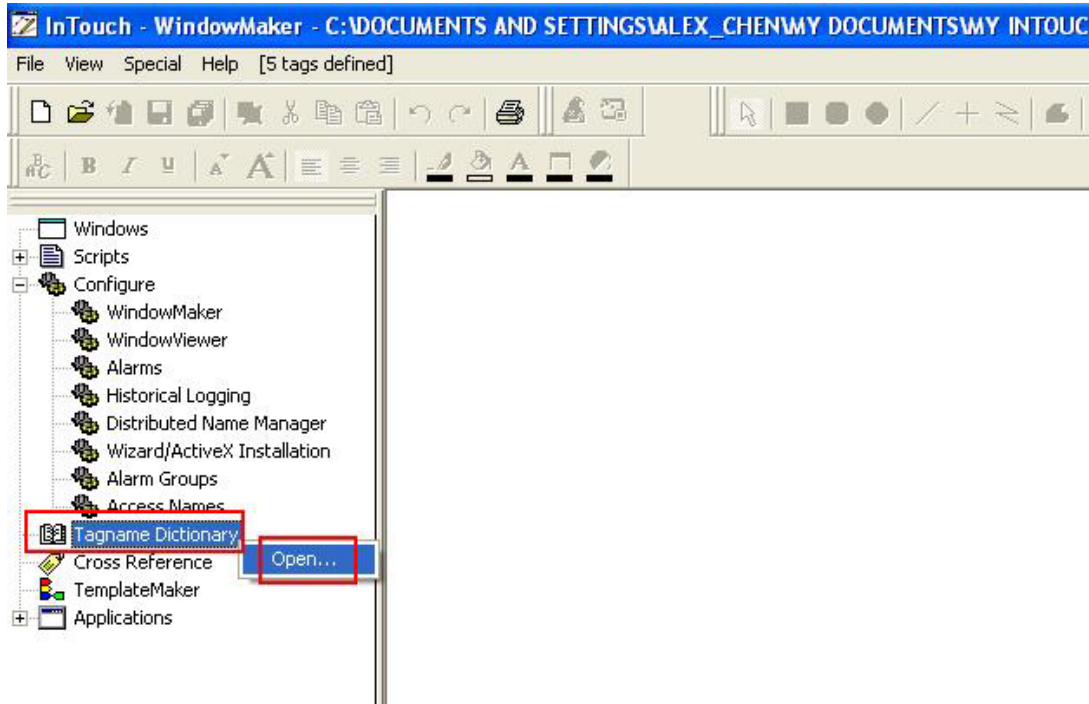 InTouch - WindowMaker - C:\DOCUMENTS AND SETTINGS\ALEX_CHEN\MY DOCUMENTS\MY INTOUC
File View Special Help [5 tags defined]
ABC B I U A A A
Windows
Scripts
Configure
WindowMaker
WindowViewer
Alarms
Historical Logging
Distributed Name Manager
Wizard/ActiveX Installation
Alarm Groups
Access Names
Tagname Dictionary
Open...
Cross Reference
TemplateMaker
Applications